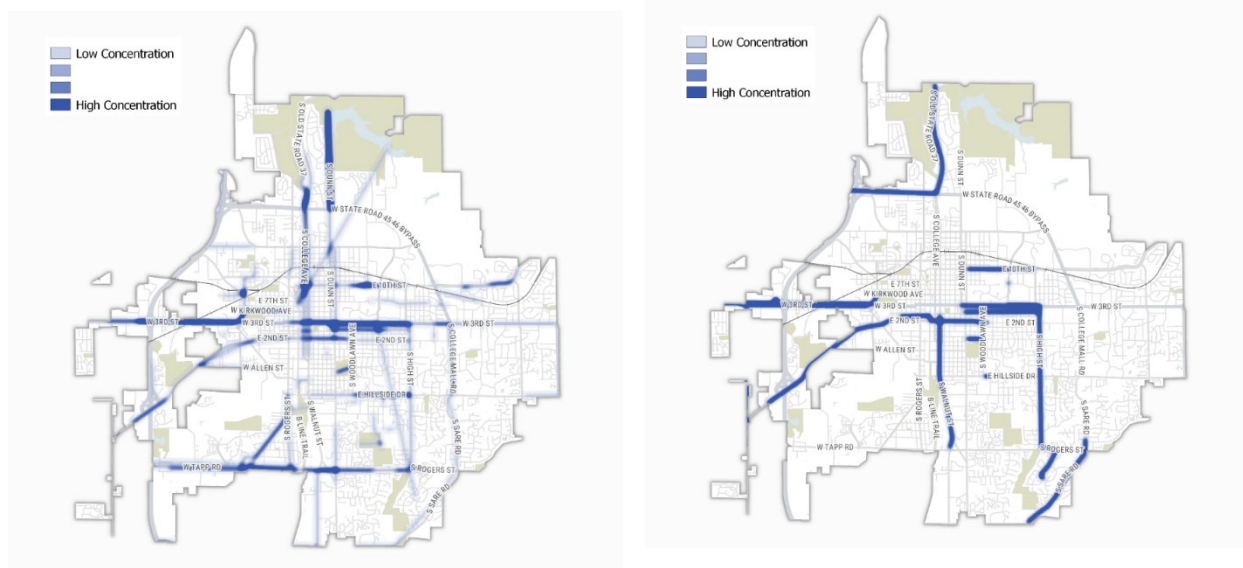 Low Concentration
High Concentration
S OLD STATE ROAD 37
S DUNN ST
W STATE ROAD 45 46 BYPASS
S COLLEGE AVE
S DUNN ST
E 10TH ST
E 7TH ST
W KIRKWOOD AVE
W 3RD ST
W 3RD ST
W 3RD ST
E 2ND ST
E 2ND ST
W ALLEN ST
S WOODLAWN AVE
S HIGH ST
S COLLEGE MALL RD
E HILLSIDE DR
S ROGERS ST
S WALNUT ST
B LINE TRAIL
W TAPP RD
S ROGERS ST
S SARE RD
S SARE RD
Low Concentration
High Concentration
S OLD STATE ROAD 37
S DUNN ST
W STATE ROAD 45 46 BYPASS
S COLLEGE AVE
S DUNN ST
E 10TH ST
E 7TH ST
W KIRKWOOD AVE
W 3RD ST
W 3RD ST
W 3RD ST
E 2ND ST
E 2ND ST
W ALLEN ST
S WOODLAWN AVE
S HIGH ST
S COLLEGE MALL RD
E HILLSIDE DR
S ROGERS ST
S WALNUT ST
B LINE TRAIL
W TAPP RD
S ROGERS ST
S SARE RD
S SARE RD